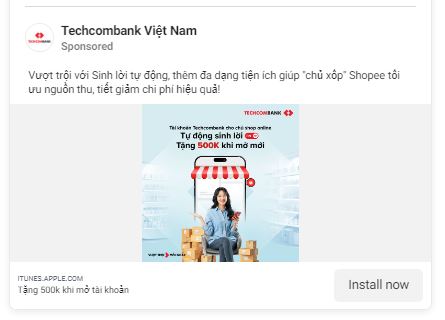 TECHCOMBANK
Techcombank Việt Nam
Sponsored
Vượt trội với Sinh lời tự động, thêm đa dạng tiện ích giúp "chủ xốp" Shopee tối
ưu nguồn thu, tiết giảm chi phí hiệu quả!
TECHCOMBANK
Tài khoản Techcombank cho chủ shop online
Tự động sinh lời
Tặng 500K khi mở mới
ITUNES.APPLE.COM
Tặng 500k khi mở tài khoản
Install now